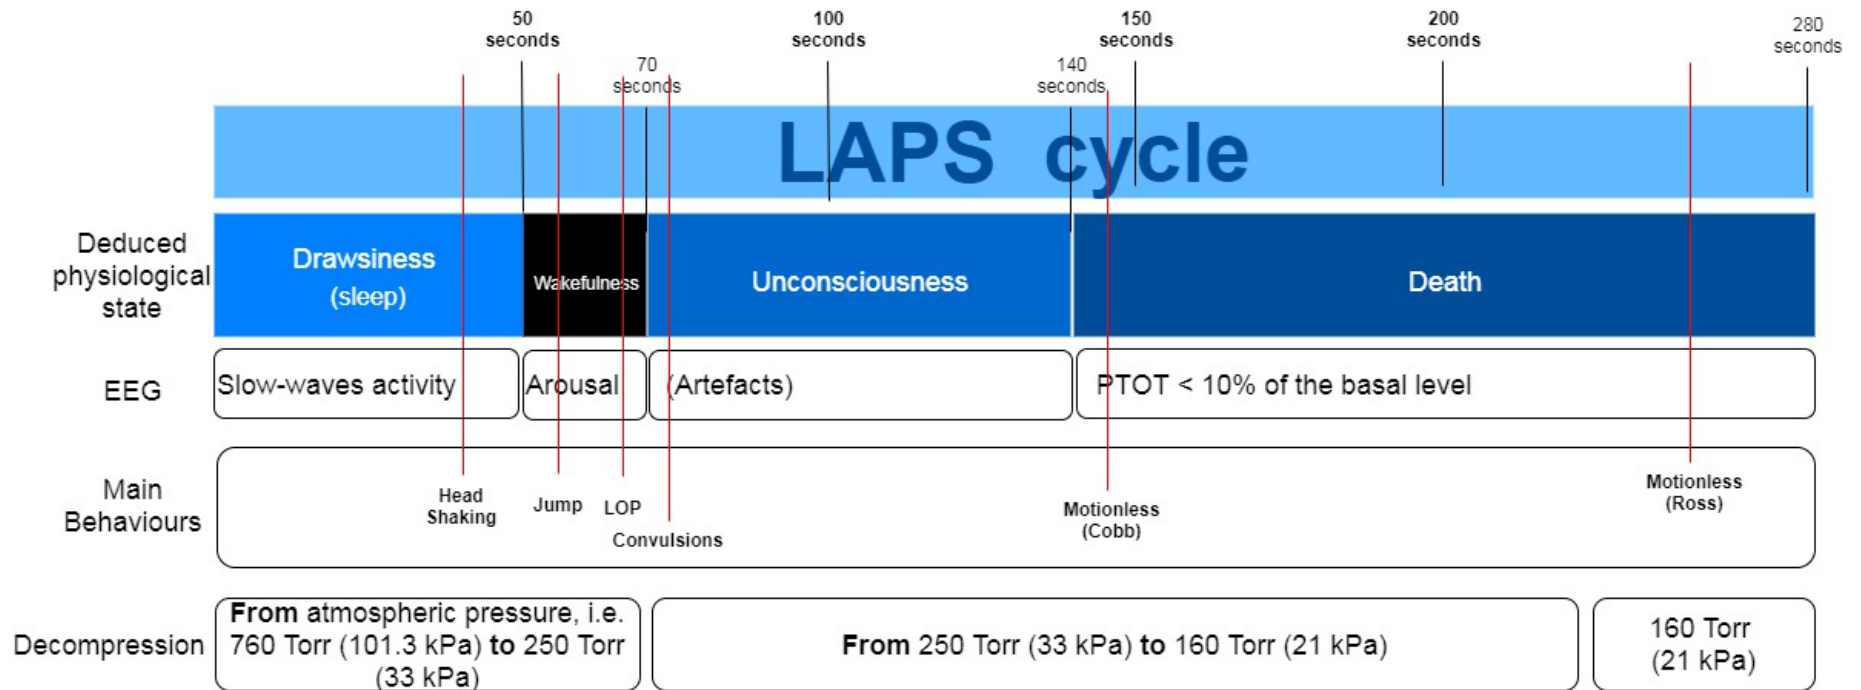 50
seconds
100
seconds
150
seconds
200
seconds
280
seconds
70
seconds
140
seconds
LAPS cycle
Deduced
physiological
state
Drawsiness
(sleep)
Wakefulness
Unconsciousness
Death
EEG
Slow-waves activity
Arousal
(Artefacts)
PTOT < 10% of the basal level
Main
Behaviours
Head
Shaking
Jump
LOP
Convulsions
Motionless
(Cobb)
Motionless
(Ross)
Decompression
From atmospheric pressure, i.e.
760 Torr (101.3 kPa) to 250 Torr
(33 kPa)
From 250 Torr (33 kPa) to 160 Torr (21 kPa)
160 Torr
(21 kPa)